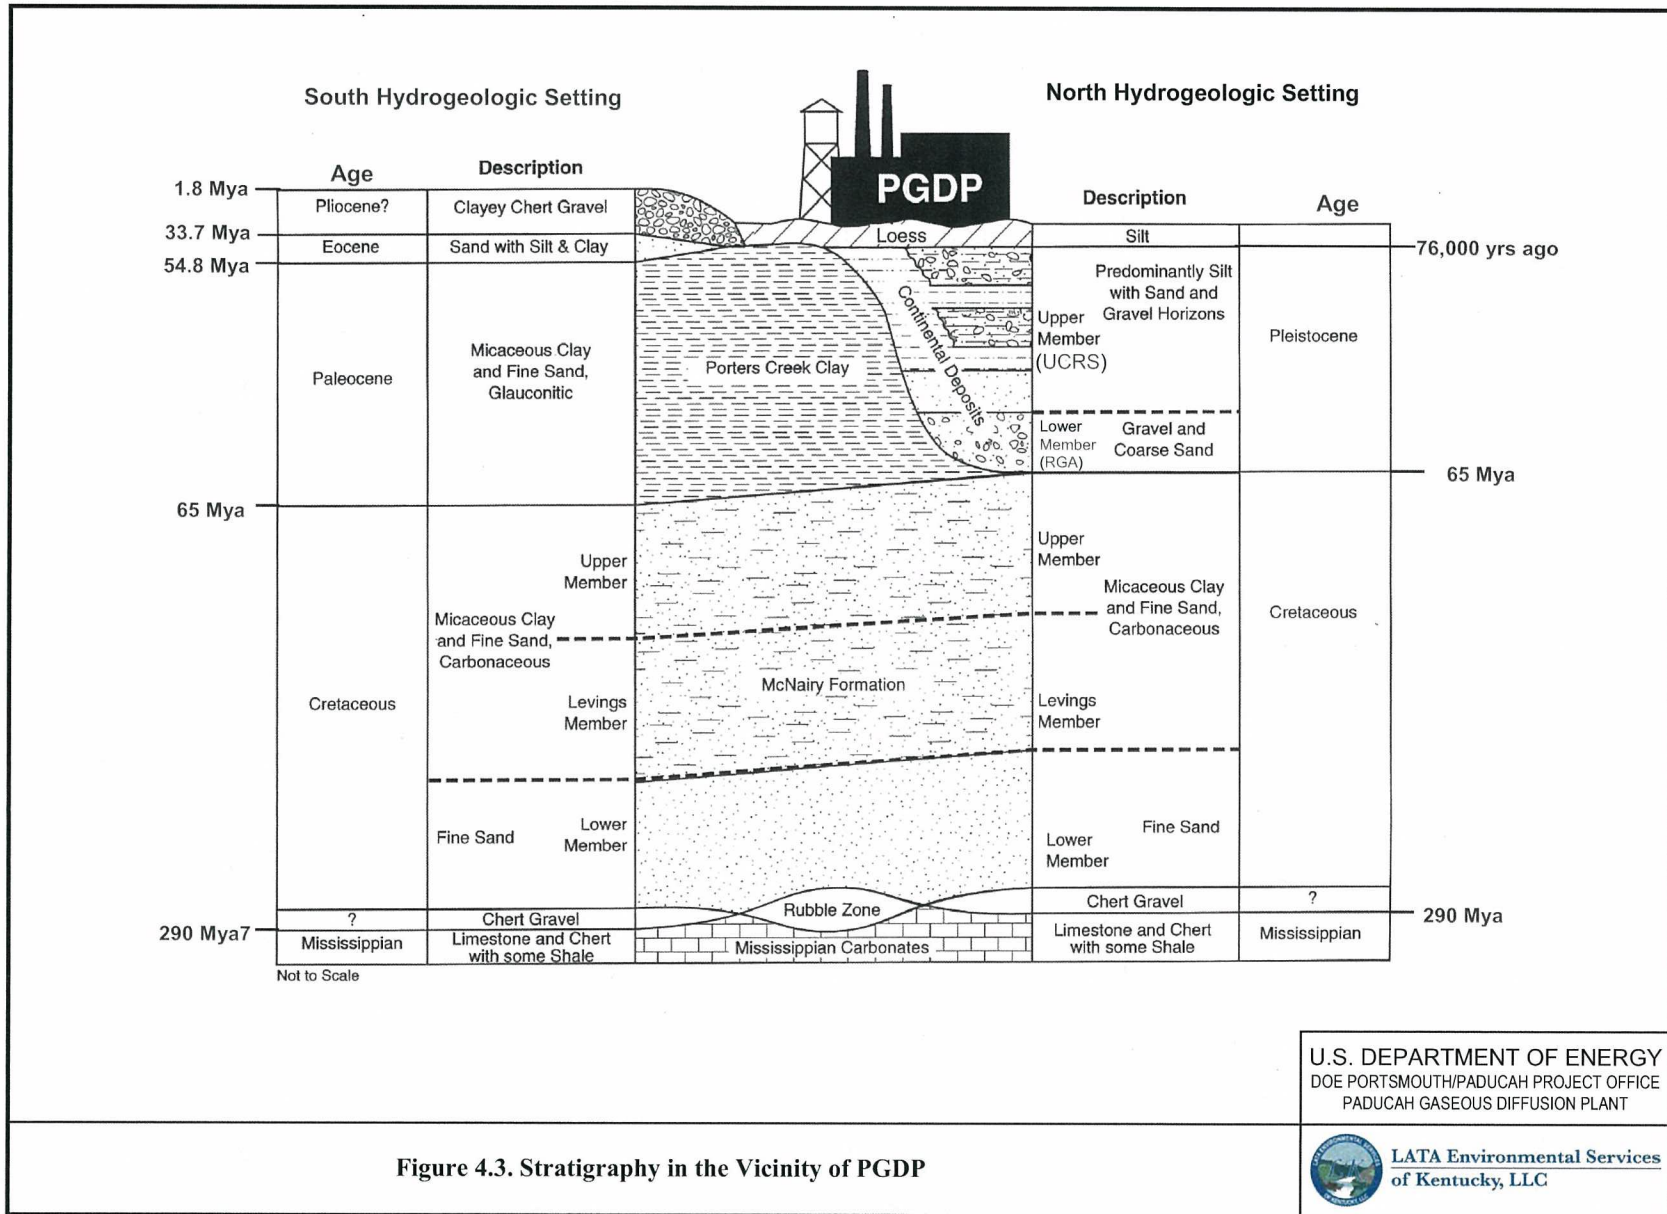 South Hydrogeologic Setting
North Hydrogeologic Setting
Age
Description
PGDP
Description
Age
1.8 Mya
Pliocene?
Clayey Chert Gravel
33.7 Mya
Eocene
Sand with Silt & Clay
Loess
Silt
54.8 Mya
76,000 yrs ago
Paleocene
Micaceous Clay
and Fine Sand,
Glauconitic
Porters Creek Clay
Continental Deposits
Upper
Member
(UCRS)
Predominantly Silt
with Sand and
Gravel Horizons
Pleistocene
Lower
Member
(RGA)
Gravel and
Coarse Sand
65 Mya
65 Mya
Upper
Member
Micaceous Clay
and Fine Sand,
Carbonaceous
Cretaceous
Levings
Member
McNairy Formation
Upper
Member
Micaceous Clay
and Fine Sand,
Carbonaceous
Cretaceous
Levings
Member
Fine Sand
Lower
Member
Fine Sand
Lower
Member
?
Chert Gravel
Rubble Zone
Chert Gravel
?
290 Mya7
290 Mya
Mississippian
Limestone and Chert
with some Shale
Mississippian Carbonates
Limestone and Chert
with some Shale
Mississippian
Not to Scale
U.S. DEPARTMENT OF ENERGY
DOE PORTSMOUTH/PADUCAH PROJECT OFFICE
PADUCAH GASEOUS DIFFUSION PLANT
Figure 4.3. Stratigraphy in the Vicinity of PGDP
LATA ENVIRONMENTAL SERVICES
OF KENTUCKY, LLC
LATA Environmental Services
of Kentucky, LLC